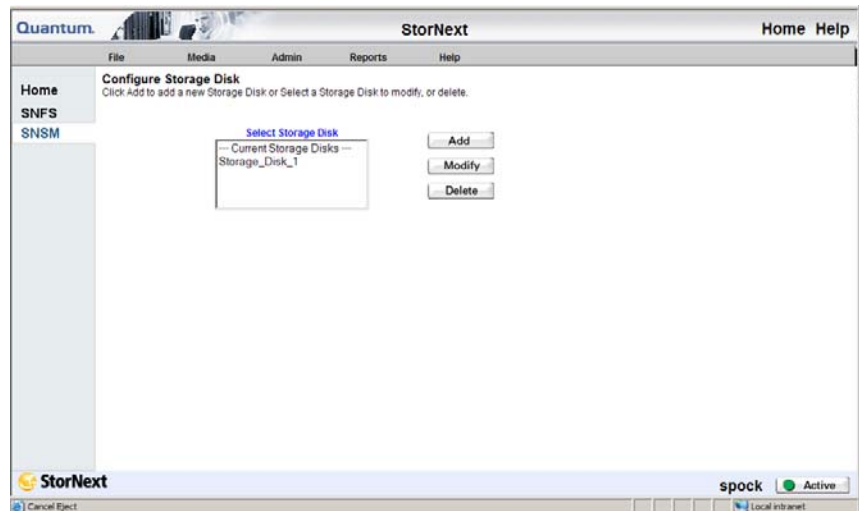 Quantum.
StorNext
Home Help
File Media Admin Reports Help
Home
SNFS
SNSM
Configure Storage Disk
Click Add to add a new Storage Disk or Select a Storage Disk to modify, or delete.
Select Storage Disk
--- Current Storage Disks ---
Storage_Disk_1
Add
Modify
Delete
StorNext
spock Active
Cancel Eject
Local intranet